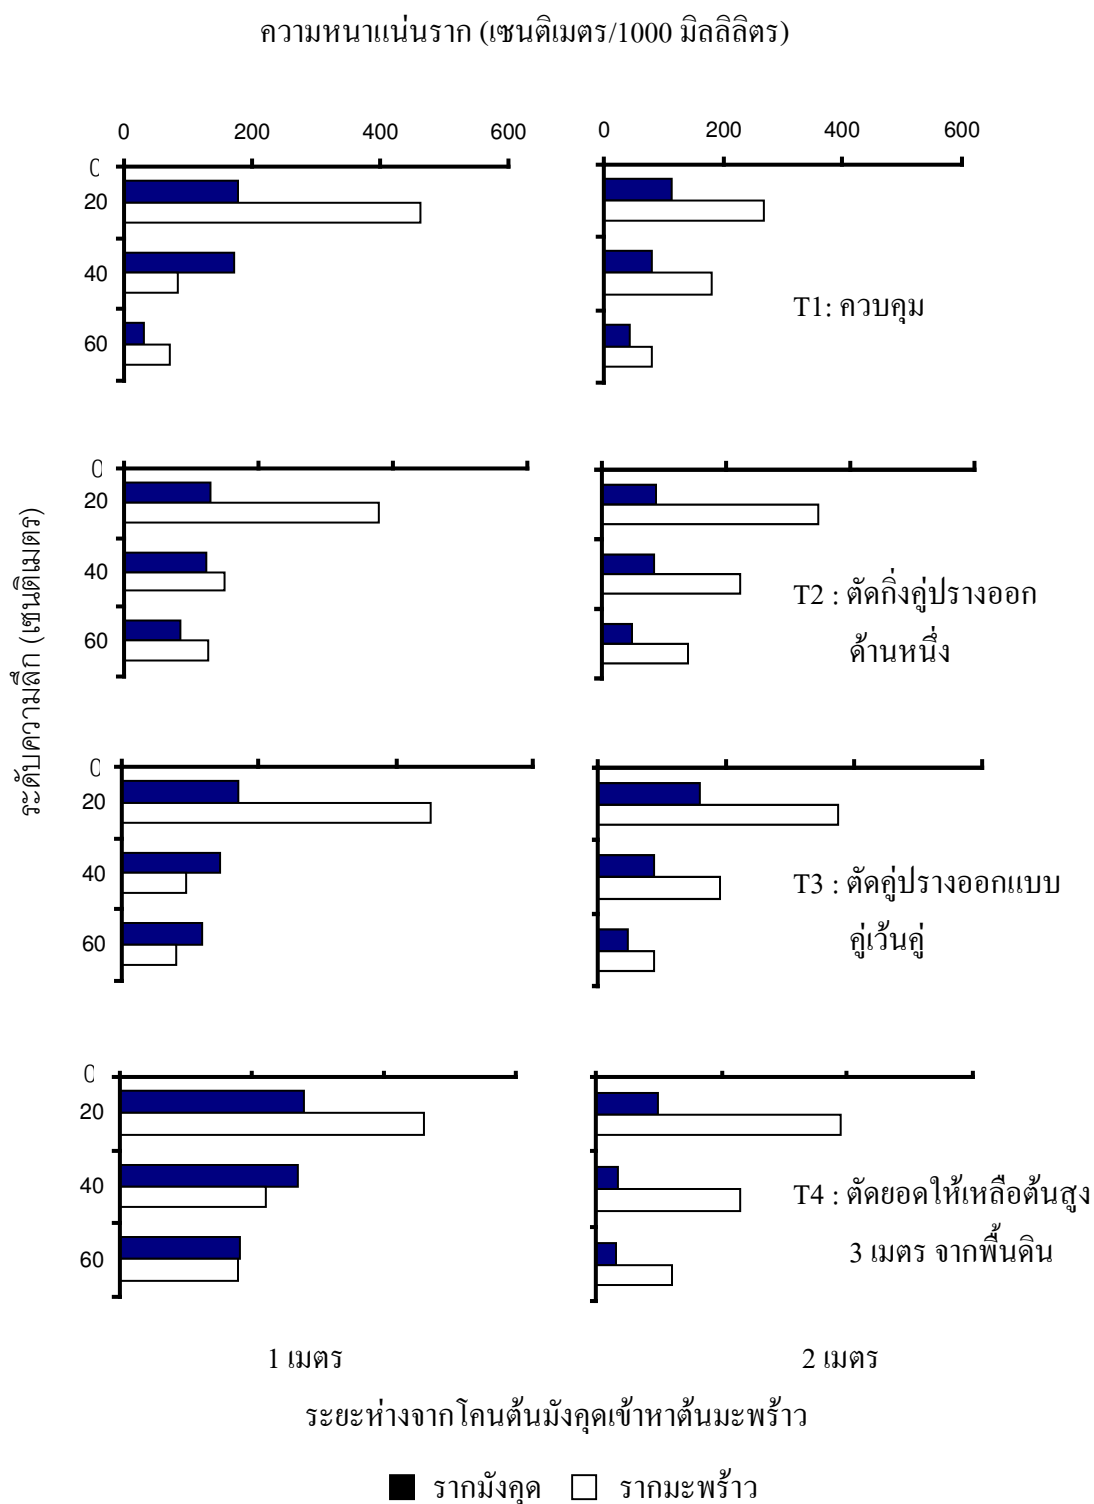 ความหนาแน่นราก (เซนติเมตร/1000 มิลลิลิตร)
0 200 400 600
0 200 400 600
0
20
40
60
T1: ควบคุม
0
20
40
60
T2 : ตัดกิ่งคู่ปรางออก
ด้านหนึ่ง
ระดับความลึก (เซนติเมตร)
0
20
40
60
T3 : ตัดคู่ปรางออกแบบ
คู่เว้นคู่
0
20
40
60
T4 : ตัดยอดให้เหลือต้นสูง
3 เมตร จากพื้นดิน
1 เมตร 2 เมตร
ระยะห่างจากโคนต้นมังคุดเข้าหาต้นมะพร้าว
รากมังคุด รากมะพร้าว